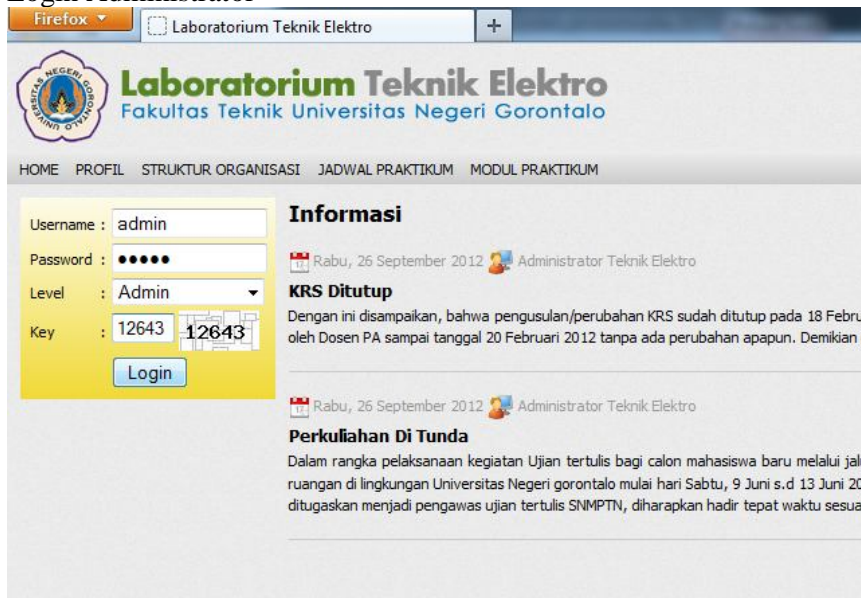 Login Administrator
Firefox
Laboratorium Teknik Elektro
+
UNIVERSITAS NEGERI GORONTALO
Laboratorium Teknik Elektro
Fakultas Teknik Universitas Negeri Gorontalo
HOME PROFIL STRUKTUR ORGANISASI JADWAL PRAKTIKUM MODUL PRAKTIKUM
Username : admin
Password : •••••
Level : Admin
Key : 12643 12643
Login
Informasi
Rabu, 26 September 2012 Administrator Teknik Elektro
KRS Ditutup
Dengan ini disampaikan, bahwa pengusulan/perubahan KRS sudah ditutup pada 18 Febru
oleh Dosen PA sampai tanggal 20 Februari 2012 tanpa ada perubahan apapun. Demikian
Rabu, 26 September 2012 Administrator Teknik Elektro
Perkuliahan Di Tunda
Dalam rangka pelaksanaan kegiatan Ujian tertulis bagi calon mahasiswa baru melalui jal
ruangan di lingkungan Universitas Negeri gorontalo mulai hari Sabtu, 9 Juni s.d 13 Juni 20
ditugaskan menjadi pengawas ujian tertulis SNMPTN, diharapkan hadir tepat waktu sesua